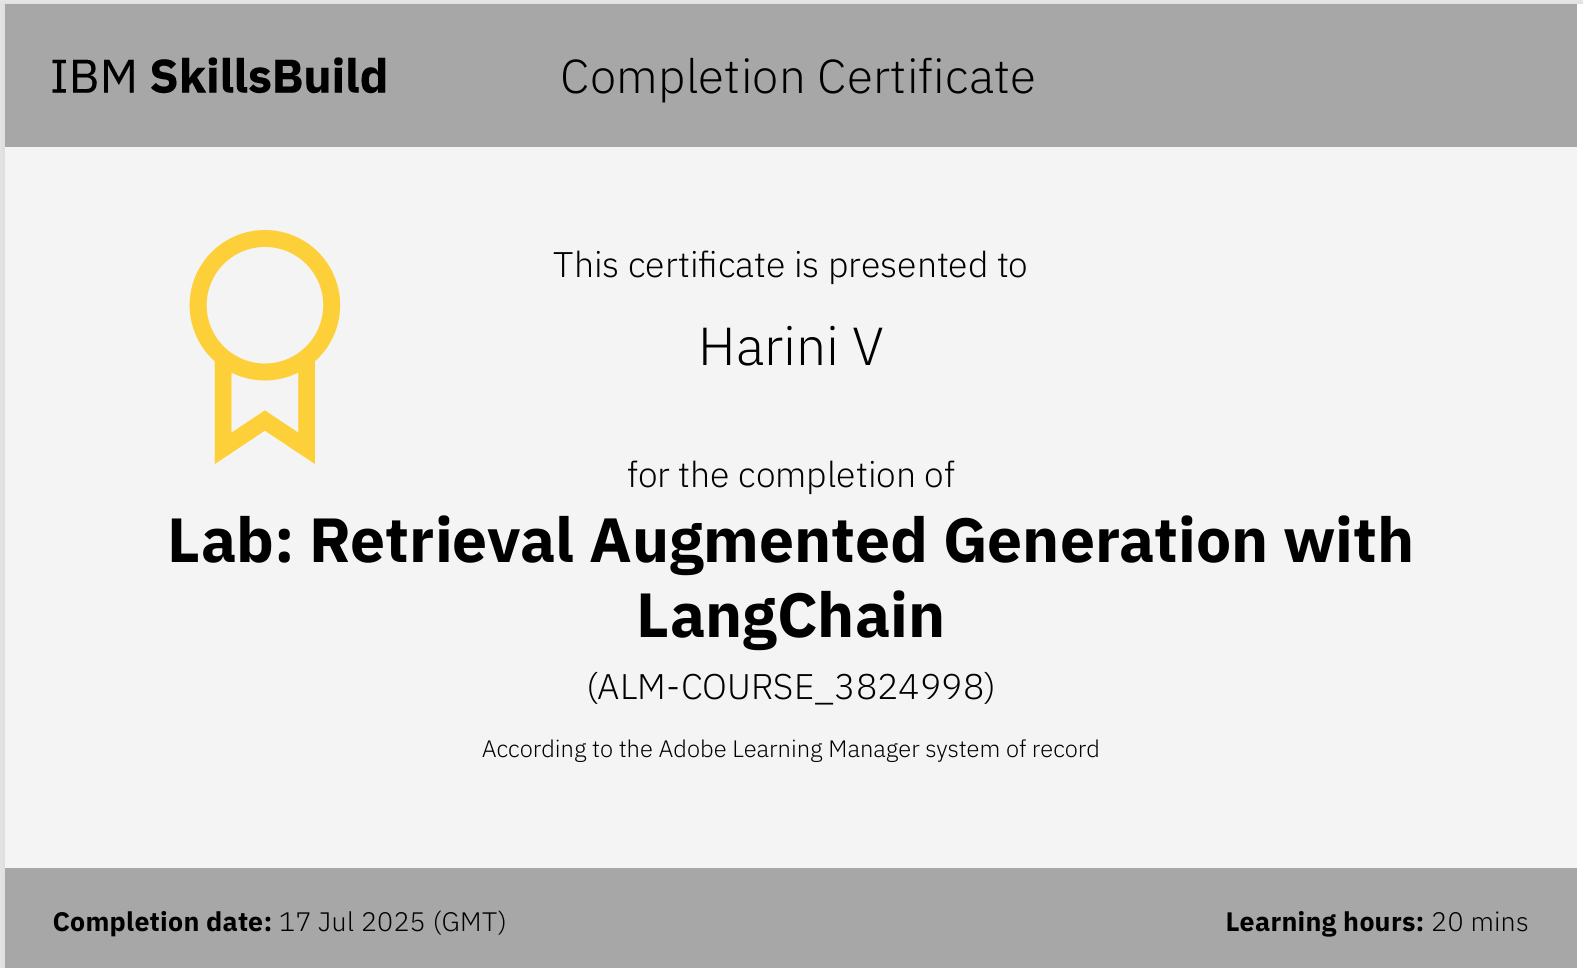 IBM SkillsBuild
Completion Certificate
This certificate is presented to
Harini V
for the completion of
Lab: Retrieval Augmented Generation with
LangChain
(ALM-COURSE_3824998)
According to the Adobe Learning Manager system of record
Completion date: 17 Jul 2025 (GMT)
Learning hours: 20 mins